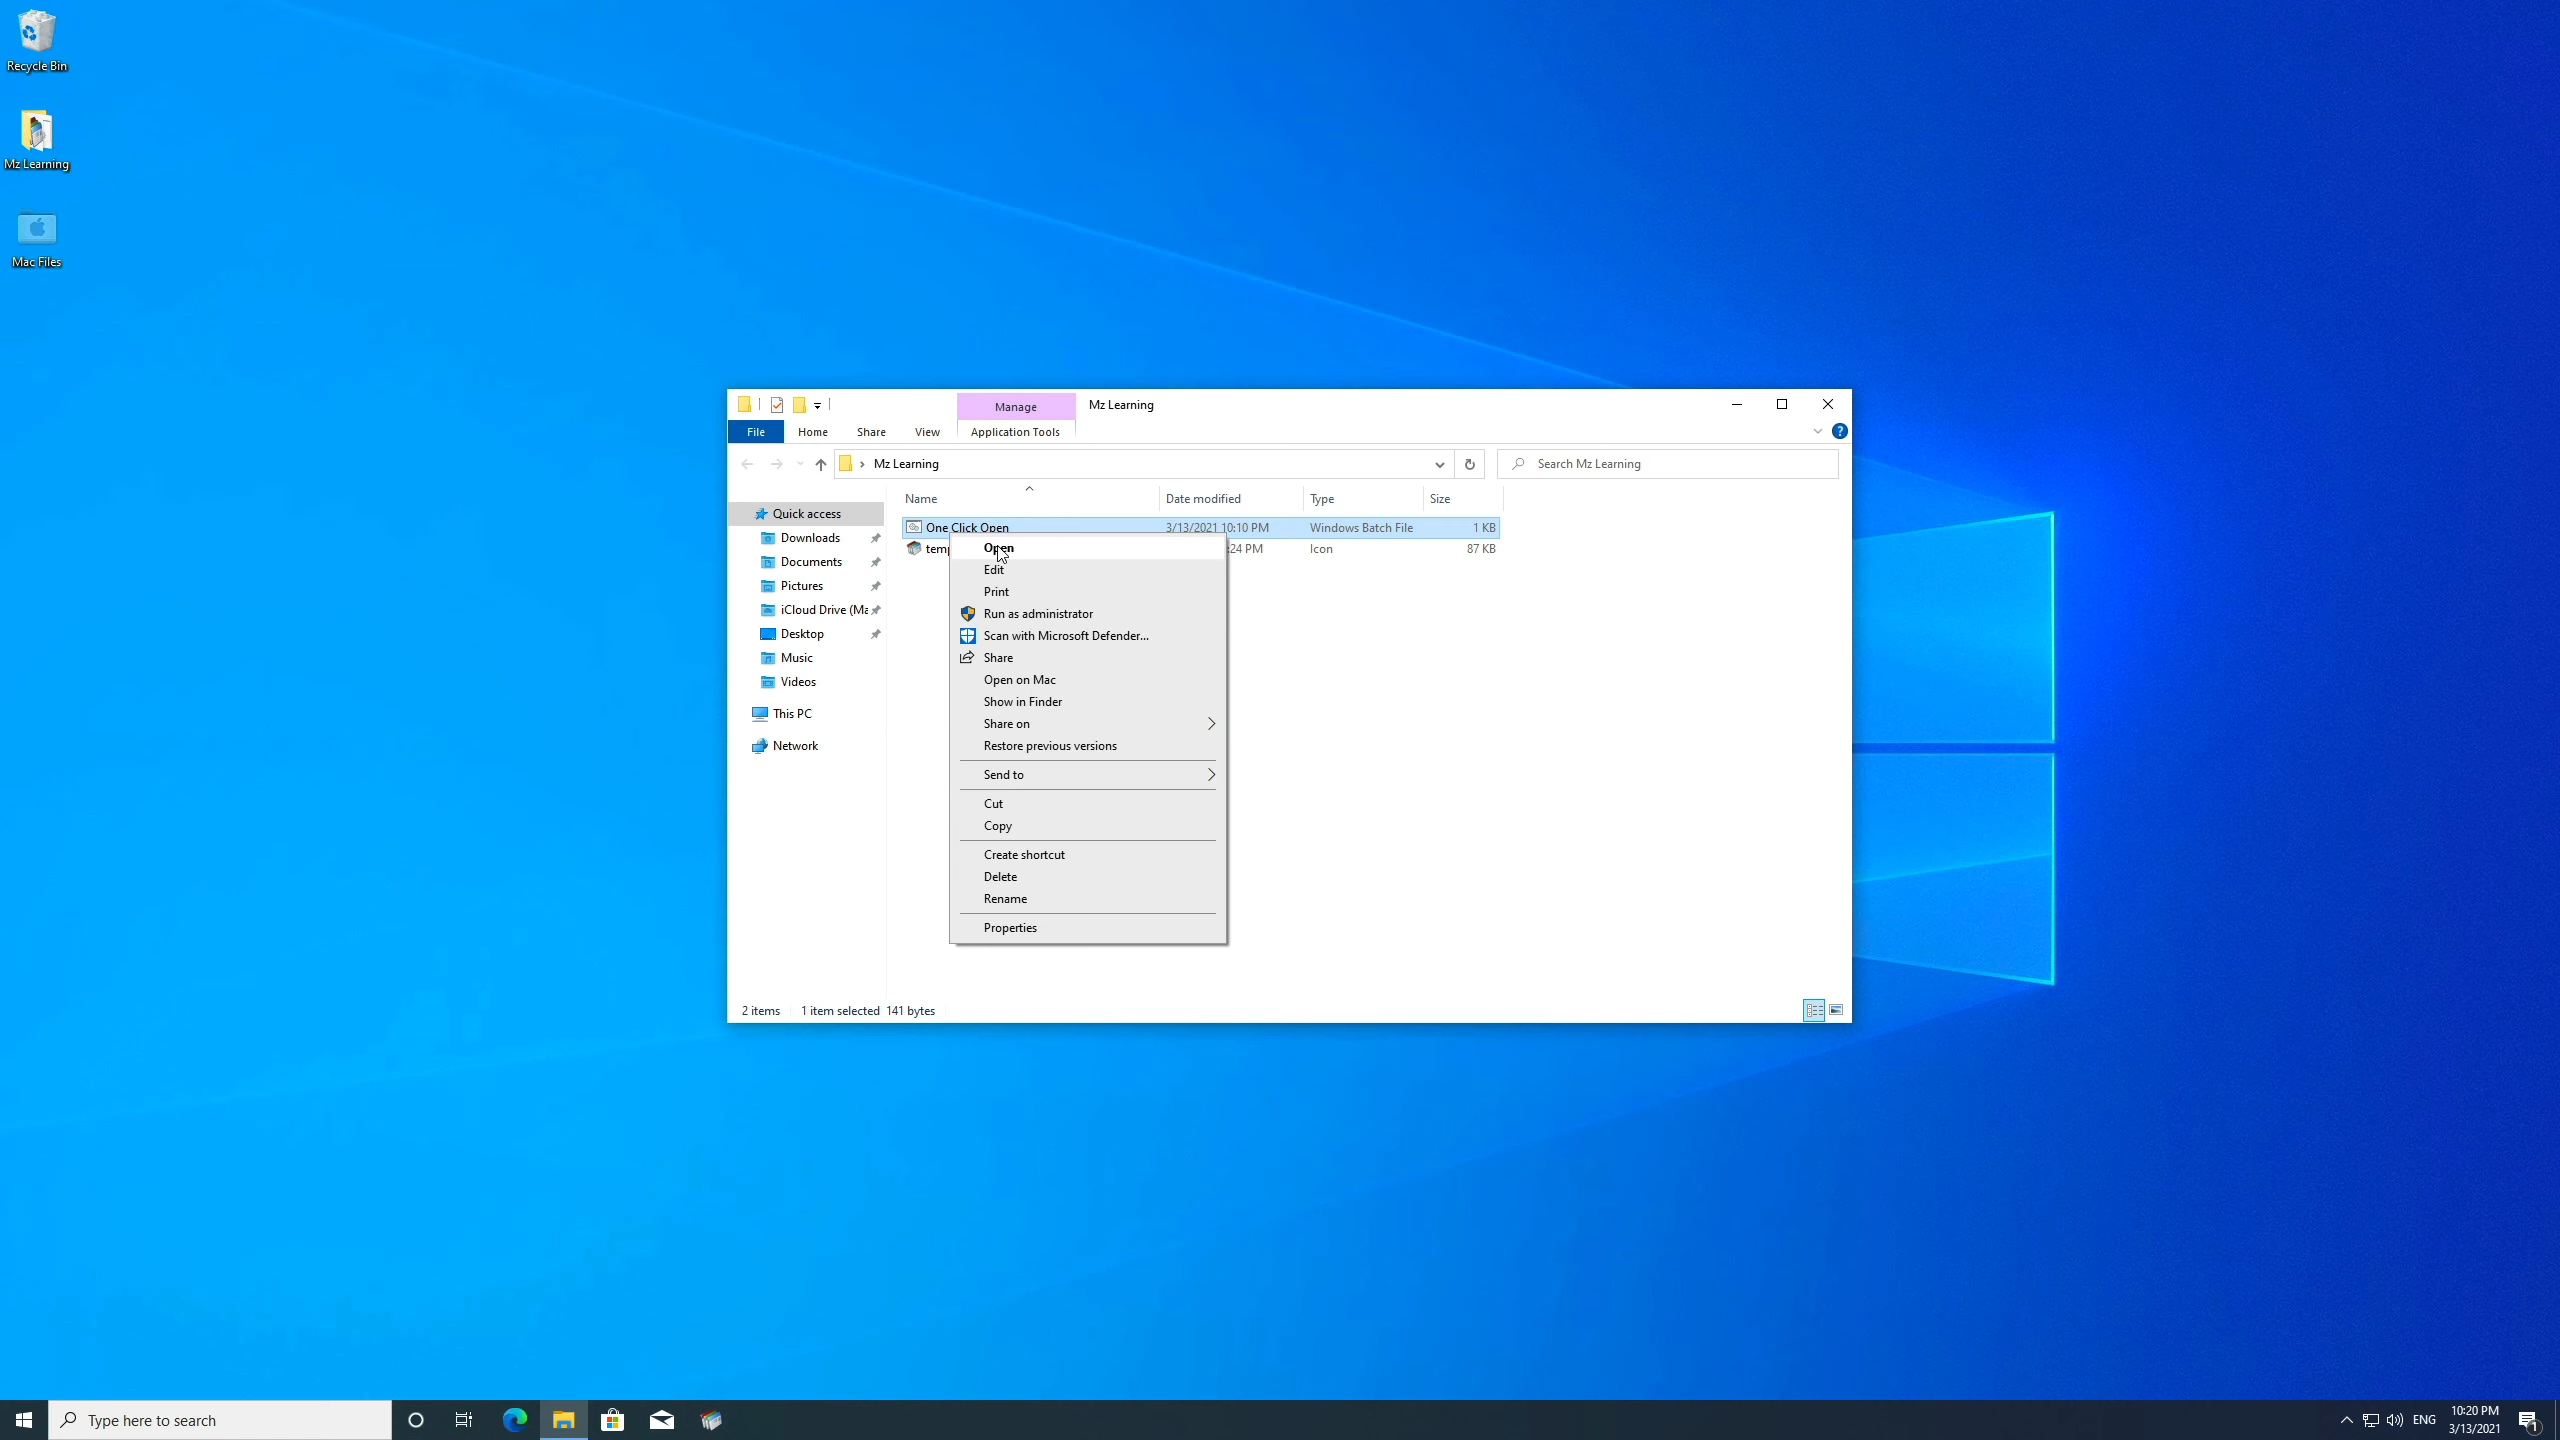 Recycle Bin
Mz Learning
Mac Files
Manage
Mz Learning
File
Home
Share
View
Application Tools
Mz Learning
Search Mz Learning
Name
Date modified
Type
Size
Quick access
Downloads
Documents
Pictures
iCloud Drive (Ma
Desktop
Music
Videos
This PC
Network
One Click Open
3/13/2021 10:10 PM
Windows Batch File
1 KB
:24 PM
Icon
87 KB
Open
Edit
Print
Run as administrator
Scan with Microsoft Defender...
Share
Open on Mac
Show in Finder
Share on
Restore previous versions
Send to
Cut
Copy
Create shortcut
Delete
Rename
Properties
2 items
1 item selected 141 bytes
Type here to search
ENG
10:20 PM
3/13/2021
1